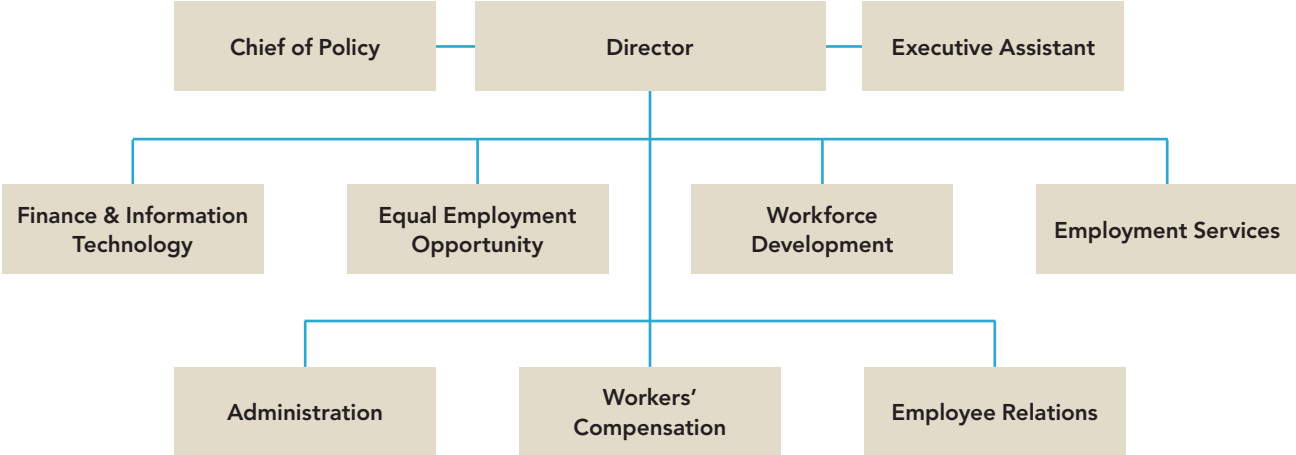 Chief of Policy
Director
Executive Assistant
Finance & Information
Technology
Equal Employment
Opportunity
Workforce
Development
Employment Services
Administration
Workers’
Compensation
Employee Relations